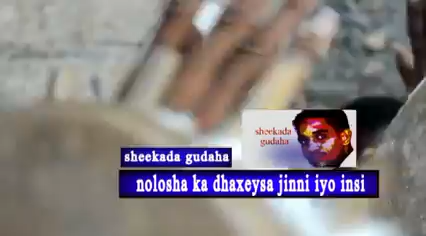 sheekada
gudaha
sheekada gudaha
nolosha ka dhaxeysa jinni iyo insi